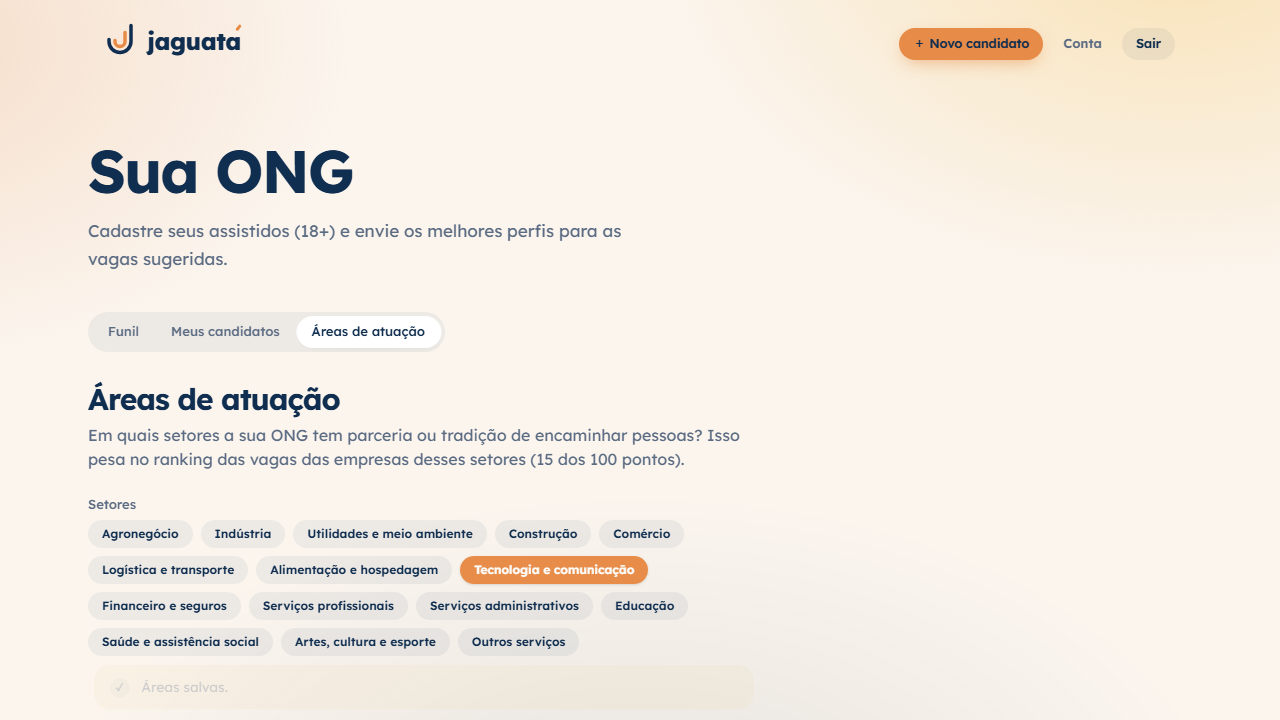 jaguatá
+ Novo candidato
Conta
Sair
Sua ONG
Cadastre seus assistidos (18+) e envie os melhores perfis para as
vagas sugeridas.
Funil
Meus candidatos
Áreas de atuação
Áreas de atuação
Em quais setores a sua ONG tem parceria ou tradição de encaminhar pessoas? Isso
pesa no ranking das vagas das empresas desses setores (15 dos 100 pontos).
Setores
Agronegócio
Indústria
Utilidades e meio ambiente
Construção
Comércio
Logística e transporte
Alimentação e hospedagem
Tecnologia e comunicação
Financeiro e seguros
Serviços profissionais
Serviços administrativos
Educação
Saúde e assistência social
Artes, cultura e esporte
Outros serviços
✓ Áreas salvas.